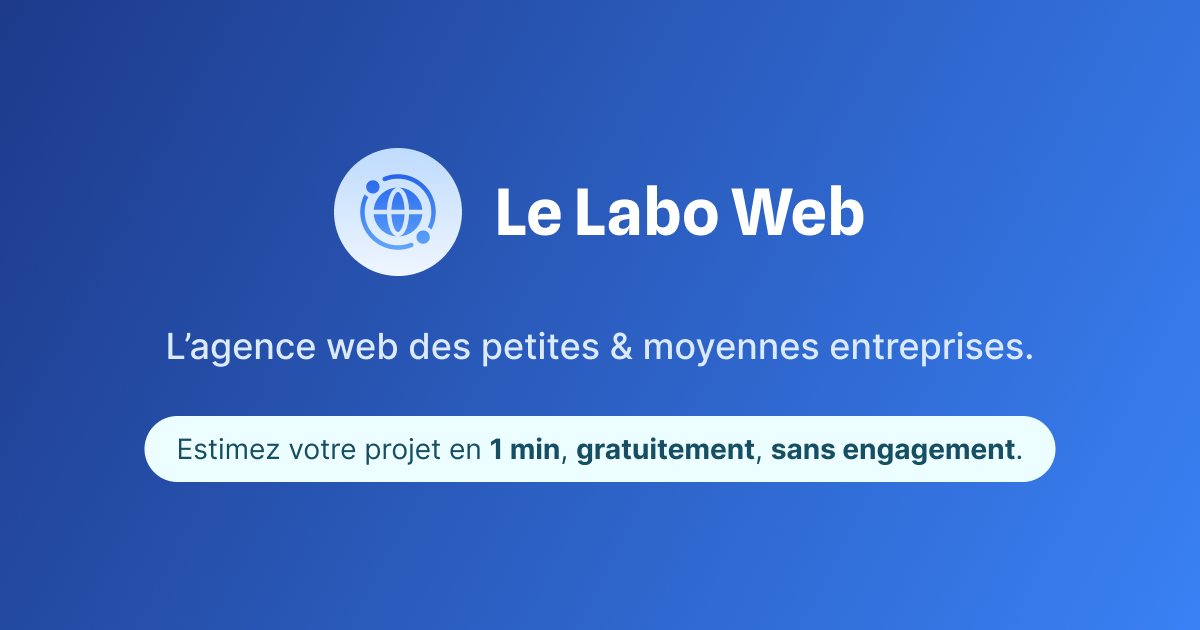 Le Labo Web
L’agence web des petites & moyennes entreprises.
Estimez votre projet en 1 min, gratuitement, sans engagement.